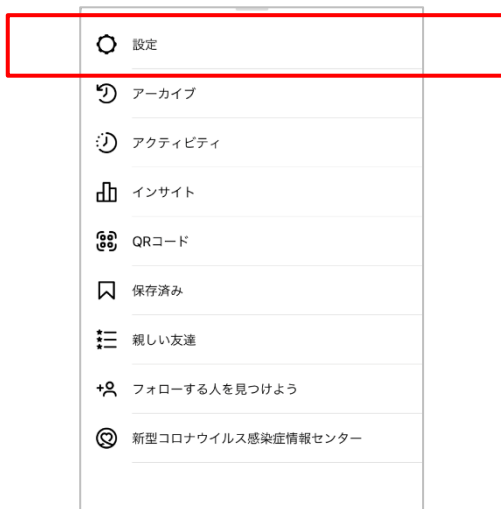 設定
アーカイブ
アクティビティ
インサイト
QRコード
保存済み
親しい友達
フォローする人を見つけよう
新型コロナウイルス感染症情報センター